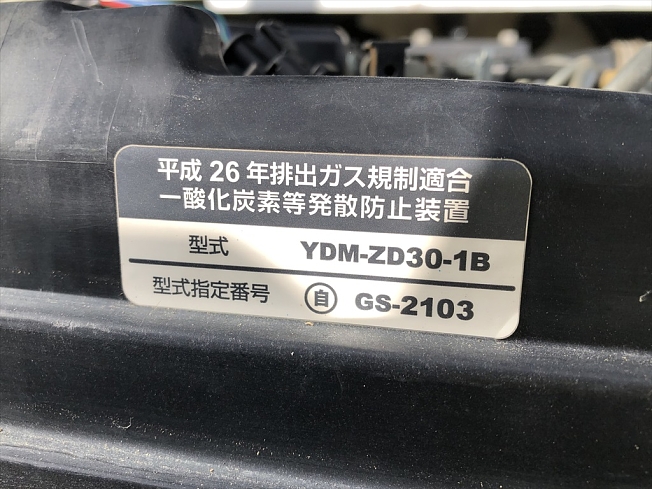 平成 26 年排出ガス規制適合
一酸化炭素等発散防止装置
型式 YDM-ZD30-1B
型式指定番号 自 GS-2103